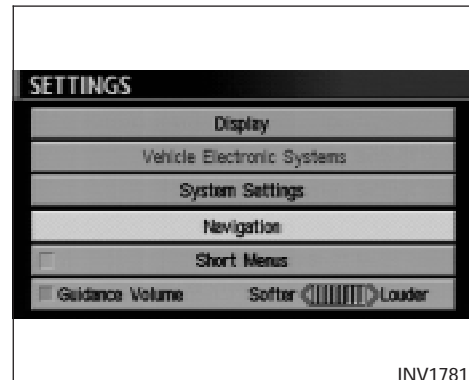 SETTINGS
Display
Vehicle Electronic Systems
System Settings
Navigation
Short Menus
Guidance Volume Softer Louder
INV1781